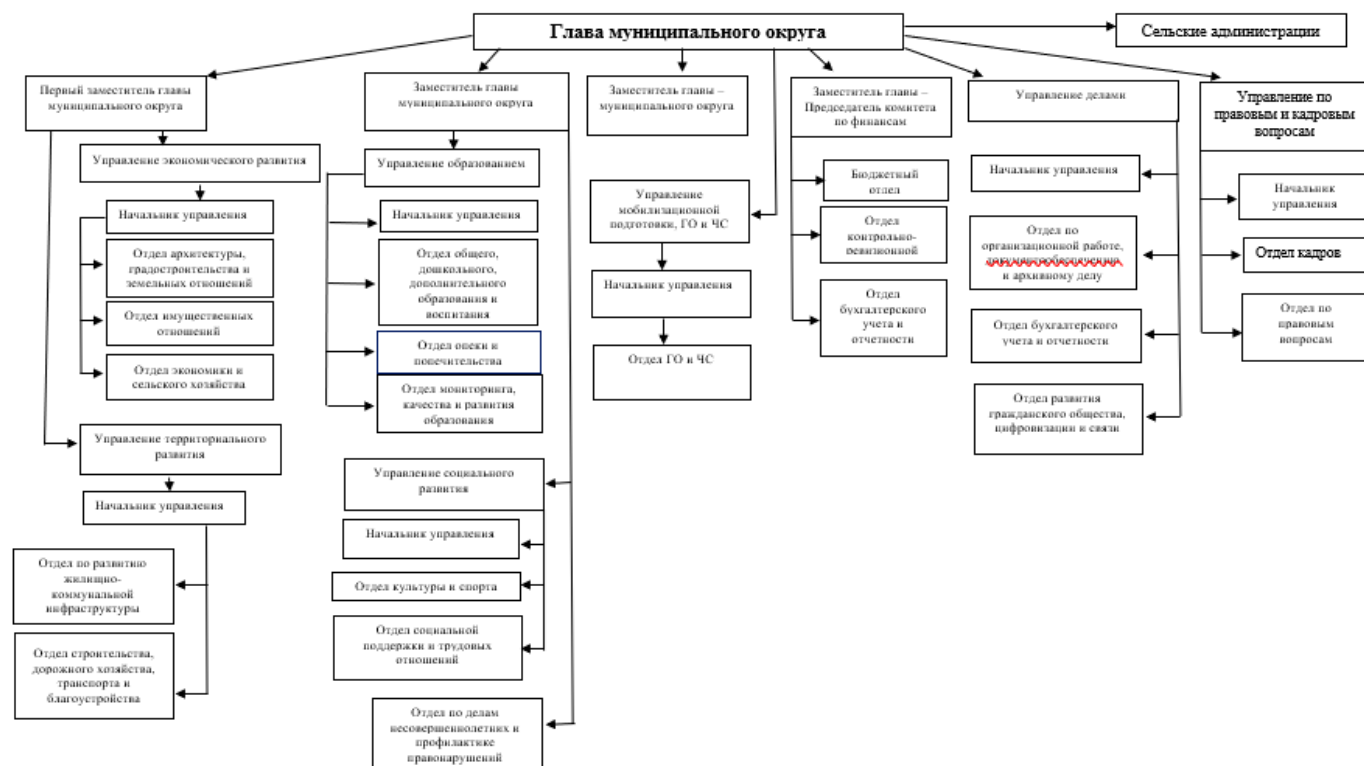 Глава муниципального округа
Сельские администрации
Первый заместитель главы
муниципального округа
Управление экономического развития
Начальник управления
Отдел архитектуры,
градостроительства и
земельных отношений
Отдел имущественных
отношений
Отдел экономики и
сельского хозяйства
Управление территориального
развития
Начальник управления
Отдел по развитию
жилищно-
коммунальной
инфраструктуры
Отдел строительства,
дорожного хозяйства,
транспорта и
благоустройства
Заместитель главы
муниципального округа
Управление образованием
Начальник управления
Отдел общего,
дошкольного,
дополнительного
образования и
воспитания
Отдел опеки и
попечительства
Отдел мониторинга,
качества и развития
образования
Управление социального
развития
Начальник управления
Отдел культуры и спорта
Отдел социальной
поддержки и трудовых
отношений
Отдел по делам
несовершеннолетних и
профилактике
правонарушений
Заместитель главы –
муниципального округа
Управление
мобилизационной
подготовки, ГО и ЧС
Начальник управления
Отдел ГО и ЧС
Заместитель главы –
Председатель комитета
по финансам
Бюджетный
отдел
Отдел
контрольно-
ревизионной
Отдел
бухгалтерского
учета и
отчетности
Управление делами
Начальник управления
Отдел по
организационной работе,
документообеспечению
и архивному делу
Отдел бухгалтерского
учета и отчетности
Отдел развития
гражданского общества,
цифровизации и связи
Управление по
правовым и кадровым
вопросам
Начальник
управления
Отдел кадров
Отдел по
правовым
вопросам